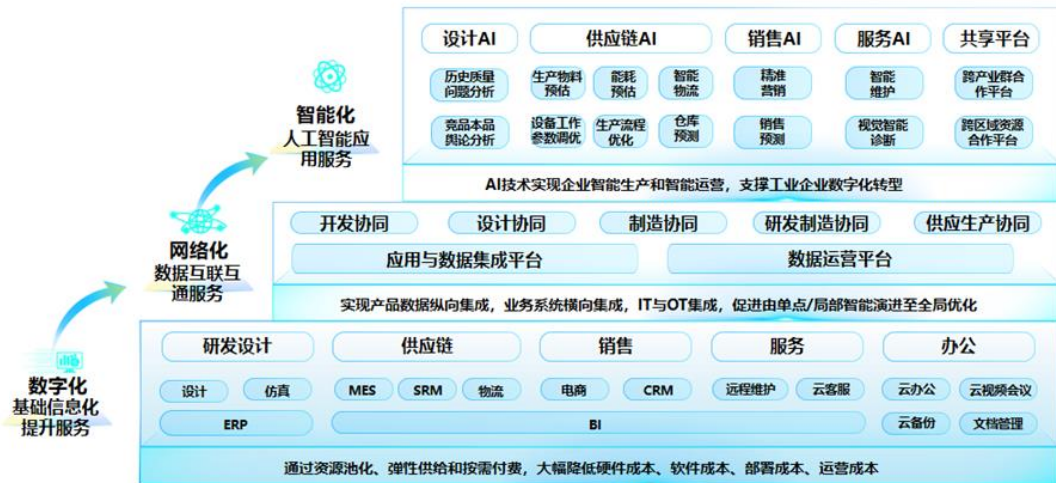 设计AI 供应链AI 销售AI 服务AI 共享平台
历史质量
问题分析
生产物料
预估
能耗
预估
智能
物流
精准
营销
智能
维护
跨产业群合
作平台
竞品本品
舆论分析
设备工作
参数调优
生产流程
优化
仓库
预测
销售
预测
视觉智能
诊断
跨区域资源
合作平台
AI技术实现企业智能生产和智能运营，支撑工业企业数字化转型
智能化
人工智能应
用服务
开发协同 设计协同 制造协同 研发制造协同 供应生产协同
应用与数据集成平台 数据运营平台
实现产品数据纵向集成，业务系统横向集成，IT与OT集成，促进由单点/局部智能演进至全局优化
网络化
数据互联互
通服务
研发设计 供应链 销售 服务 办公
设计 仿真 MES SRM 物流 电商 CRM 远程维护 云客服 云办公 云视频会议
ERP BI 云备份 文档管理
通过资源池化、弹性供给和按需付费，大幅降低硬件成本、软件成本、部署成本、运营成本
数字化
基础信息化
提升服务